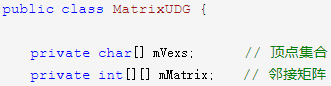 public class MatrixUDG {
private char[] mVexs; // 顶点集合
private int[][] mMatrix; // 邻接矩阵